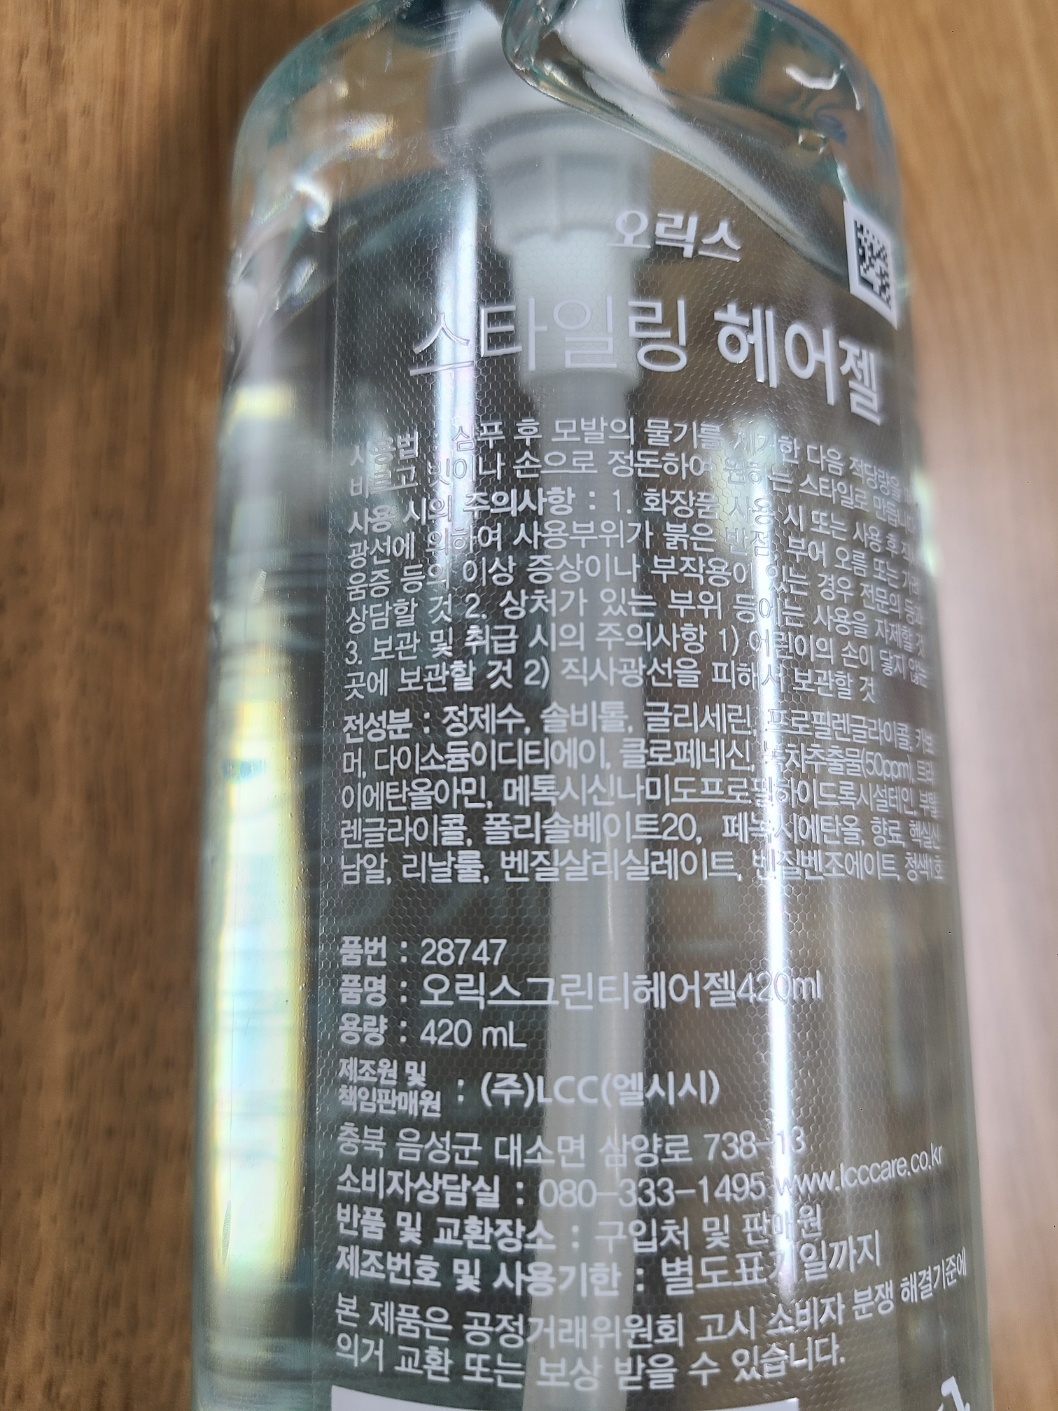 오릭스
스타일링 헤어젤
사용법 : 샴푸 후 모발의 물기를 제거한 다음 적당량을
바르고 빗이나 손으로 정돈하여 원하는 스타일로 만듭니다
사용 시의 주의사항 : 1. 화장품 사용 시 또는 사용 후
광선에 의하여 사용부위가 붉은 반점, 부어 오름 또는 가려
움증 등의 이상 증상이나 부작용이 있는 경우 전문의 등과
상담할 것 2. 상처가 있는 부위 등에는 사용을 자제할 것
3. 보관 및 취급 시의 주의사항 1) 어린이의 손이 닿지 않는
곳에 보관할 것 2) 직사광선을 피해서 보관할 것
전성분 : 정제수, 솔비톨, 글리세린, 프로필렌글라이콜, 카보
머, 다이소듐이디티에이, 클로페네신, 녹차추출물(50ppm), 트라
이에탄올아민, 메톡시신나미도프로필하이드록시설테인, 부틸
렌글라이콜, 폴리솔베이트20, 페녹시에탄올, 향료, 헥실신
남알, 리날룰, 벤질살리실레이트, 벤질벤조에이트, 청색1호
품번 : 28747
품명 : 오릭스그린티헤어젤420ml
용량 : 420 mL
제조원 및
책임판매원 : (주)LCC(엘시시)
충북 음성군 대소면 삼양로 738-13
소비자상담실 : 080-333-1495 www.lcccare.co.kr
반품 및 교환장소 : 구입처 및 판매원
제조번호 및 사용기한 : 별도표기일까지
본 제품은 공정거래위원회 고시 소비자 분쟁 해결기준에
의거 교환 또는 보상 받을 수 있습니다.